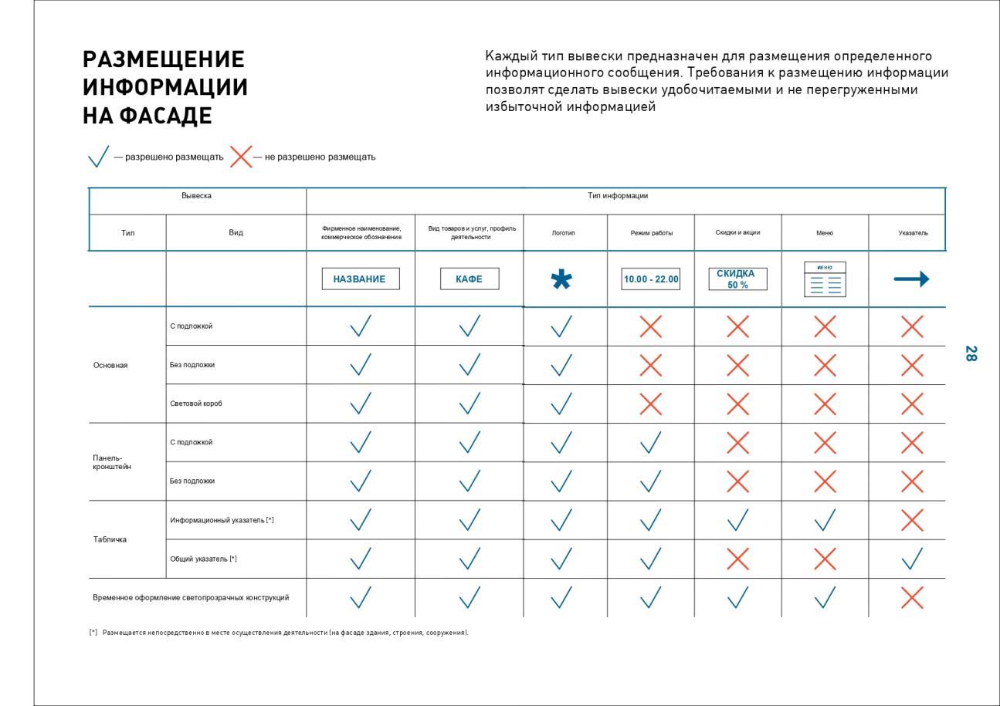 РАЗМЕЩЕНИЕ
ИНФОРМАЦИИ
НА ФАСАДЕ
Каждый тип вывески предназначен для размещения определенного
информационного сообщения. Требования к размещению информации
позволят сделать вывески удобочитаемыми и не перегруженными
избыточной информацией
— разрешено размещать — не разрешено размещать
Вывеска Тип информации
Тип Вид
Фирменное наименование,
коммерческое обозначение
Вид товаров и услуг, профиль
деятельности
Логотип
Режим работы
Скидки и акции
Меню
Указатель
НАЗВАНИЕ
КАФЕ
*
10.00 - 22.00
СКИДКА
50 %
МЕНЮ
Основная
С подложкой
Без подложки
Световой короб
Панель-
кронштейн
С подложкой
Без подложки
Табличка
Информационный указатель [*]
Общий указатель [*]
Временное оформление светопрозрачных конструкций
[*] Размещается непосредственно в месте осуществления деятельности (на фасаде здания, строения, сооружения).
28